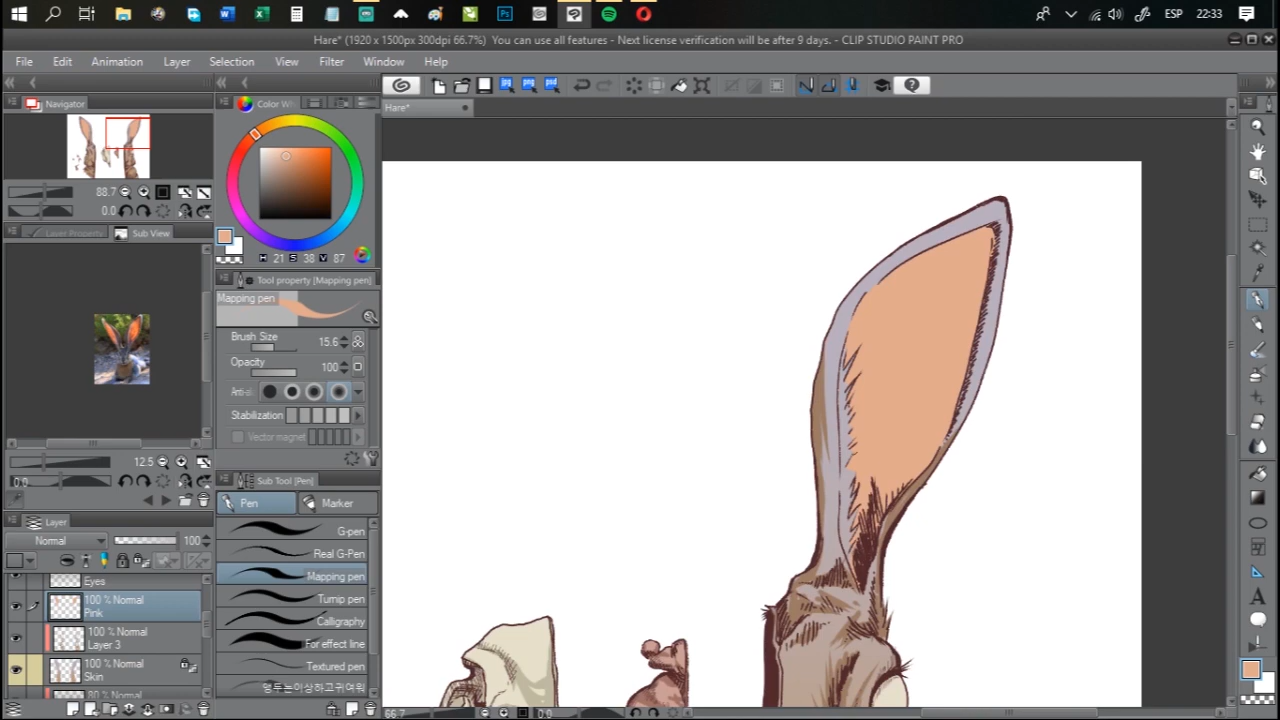 ESP 22:33
Hare* (1920 x 1500px 300dpi 66.7%) You can use all features - Next license verification will be after 9 days. - CLIP STUDIO PAINT PRO
File Edit Animation Layer Selection View Filter Window Help
Navigator
Color Wh
Hare*
88.7
0.0
Layer Property Sub View
H 21 S 38 V 87
Tool property [Mapping pen]
Mapping pen
Brush Size 15.6
Opacity 100
Anti-al
Stabilization
Vector magnet
12.5
0.0
Sub Tool [Pen]
Pen Marker
Layer
G-pen
Normal 100
Real G-Pen
Mapping pen
Eyes
Turnip pen
100 % Normal
Pink
Calligraphy
100 % Normal
Layer 3
For effect line
100 % Normal
Skin
Textured pen
80 % Normal
66.7 0.0